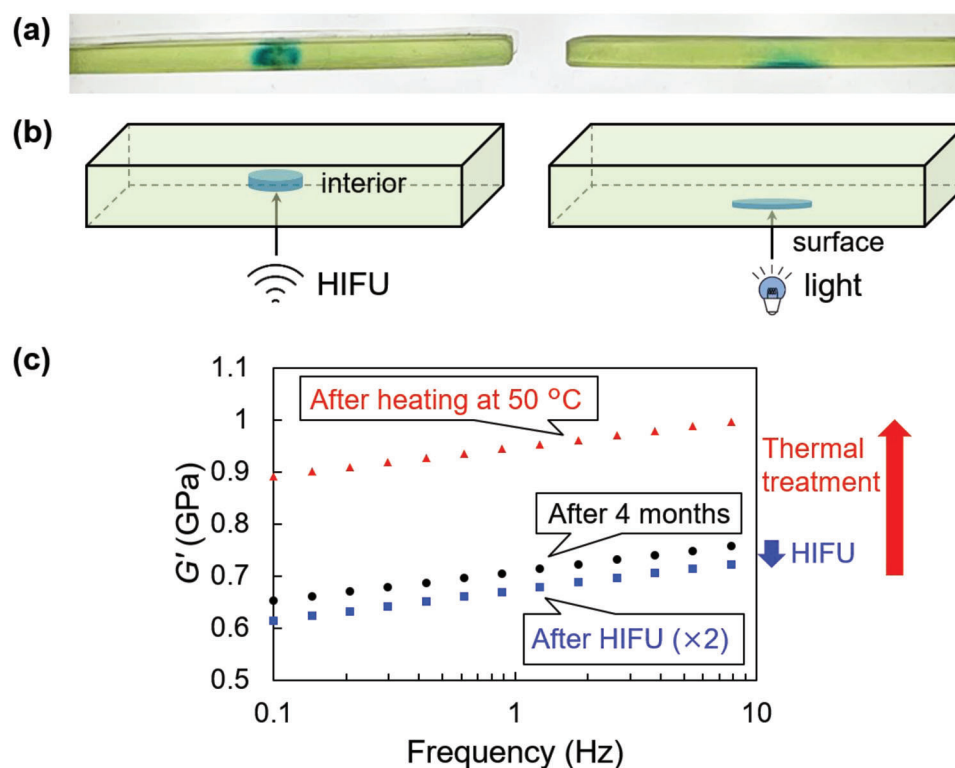 (a)
(b)
interior
HIFU
surface
light
(c)
1.1
1
0.9
0.8
0.7
0.6
0.5
G' (GPa)
After heating at 50 °C
After 4 months
After HIFU (×2)
Thermal
treatment
HIFU
0.1
1
10
Frequency (Hz)